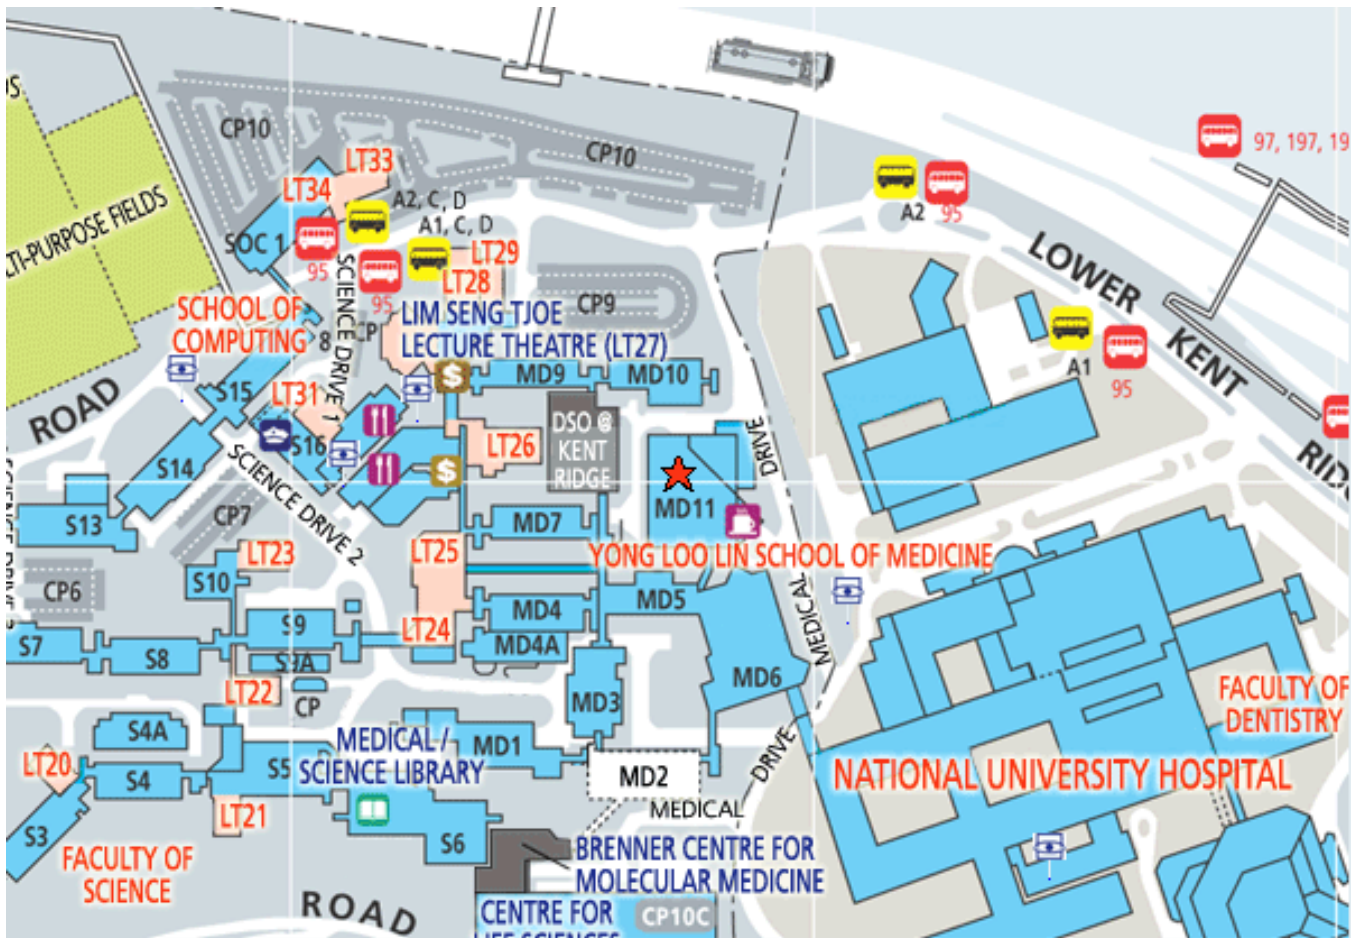 CP10
CP10
LT33
LT34
A2, C, D
A1, C, D
SOC 1
95
95
LT29
LT28
97, 197, 19
A2
95
LOWER
KENT
A1
95
SCIENCE DRIVE 1
SCHOOL OF
COMPUTING
8
CP
LIM SENG TJOE
LECTURE THEATRE (LT27)
CP9
MD9
MD10
ROAD
S15
LT31
S16
$
LT26
DSO @
KENT
RIDGE
DRIVE
S14
SCIENCE DRIVE 2
$
MD11
S13
CP7
MD7
YONG LOO LIN SCHOOL OF MEDICINE
LT23
LT25
CP6
S10
MD4
MD5
MEDICAL
S7
S8
S9
S9A
LT24
MD4A
LT22
CP
MD3
MD6
FACULTY OF
DENTISTRY
S4A
MEDICAL /
SCIENCE LIBRARY
MD1
MD2
DRIVE
NATIONAL UNIVERSITY HOSPITAL
LT20
S4
S5
MEDICAL
LT21
S3
S6
FACULTY OF
SCIENCE
BRENNER CENTRE FOR
MOLECULAR MEDICINE
ROAD
CENTRE FOR
LIFE SCIENCES
CP10C